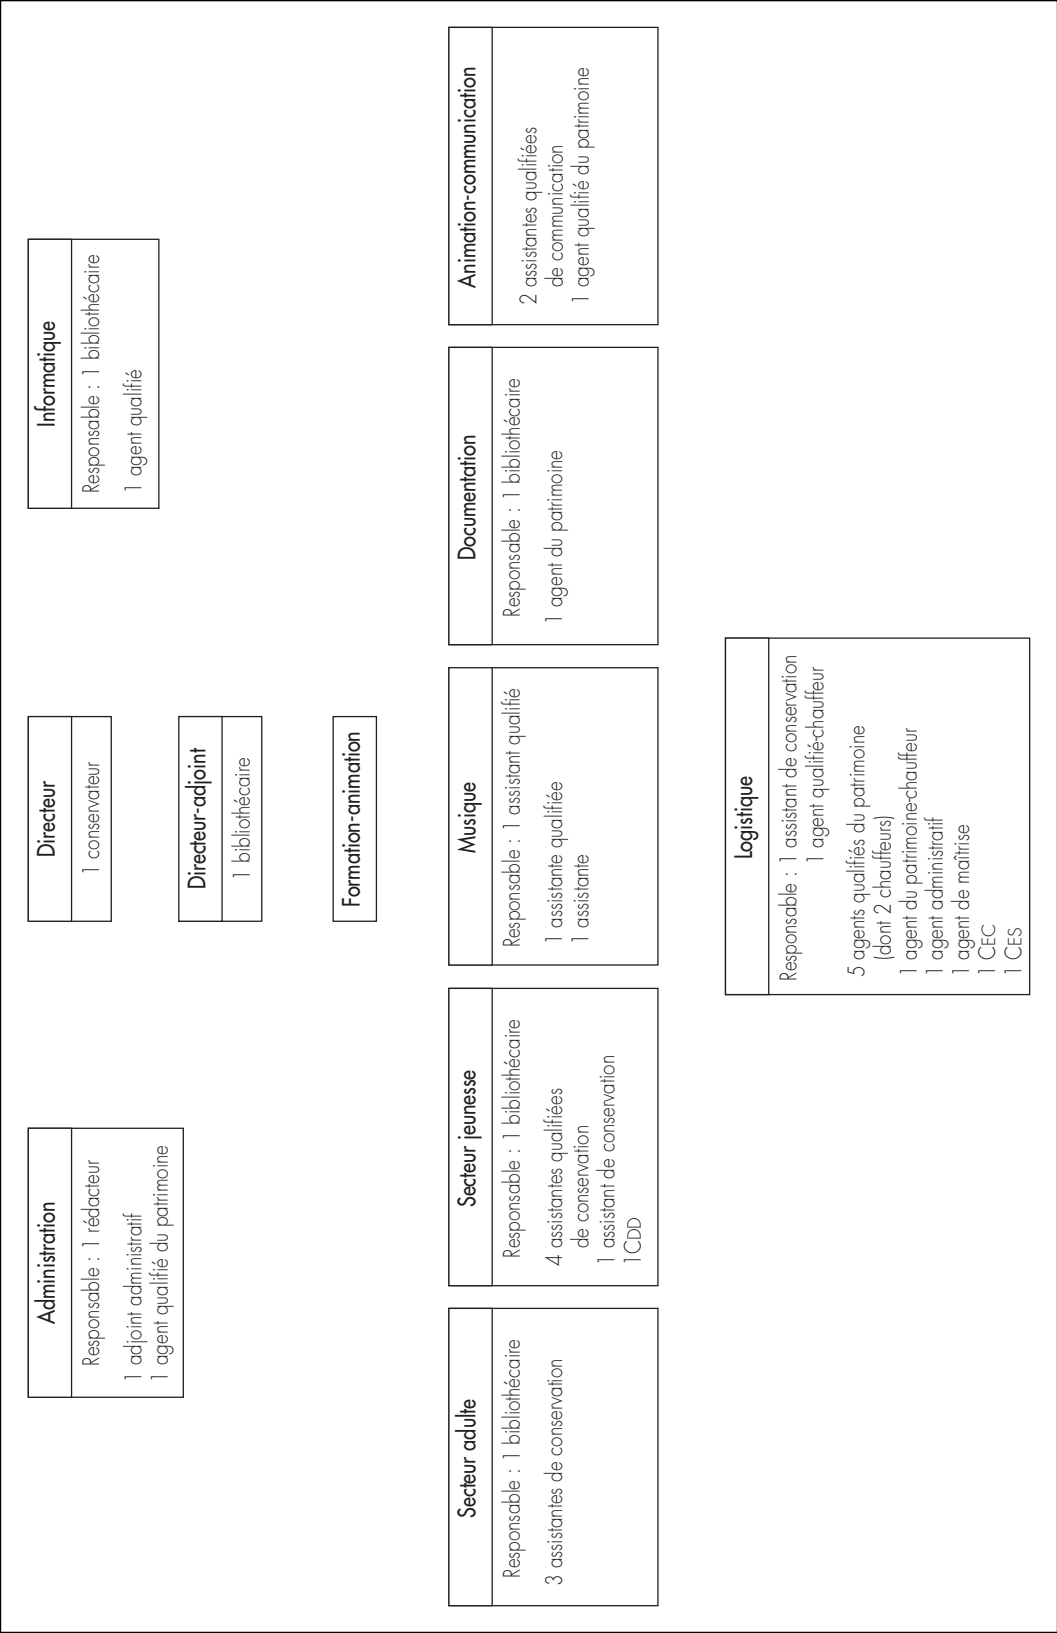 Administration
Responsable : 1 rédacteur
1 adjoint administratif
1 agent qualifié du patrimoine
Directeur
1 conservateur
Directeur-adjoint
1 bibliothécaire
Formation-animation
Informatique
Responsable : 1 bibliothécaire
1 agent qualifié
Secteur adulte
Responsable : 1 bibliothécaire
3 assistantes de conservation
Secteur jeunesse
Responsable : 1 bibliothécaire
4 assistantes qualifiées
de conservation
1 assistant de conservation
1CDD
Musique
Responsable : 1 assistant qualifié
1 assistante qualifiée
1 assistante
Documentation
Responsable : 1 bibliothécaire
1 agent du patrimoine
Animation-communication
2 assistantes qualifiées
de communication
1 agent qualifié du patrimoine
Logistique
Responsable : 1 assistant de conservation
1 agent qualifié-chauffeur
5 agents qualifiés du patrimoine
(dont 2 chauffeurs)
1 agent du patrimoine-chauffeur
1 agent administratif
1 agent de maîtrise
1 CEC
1 CES